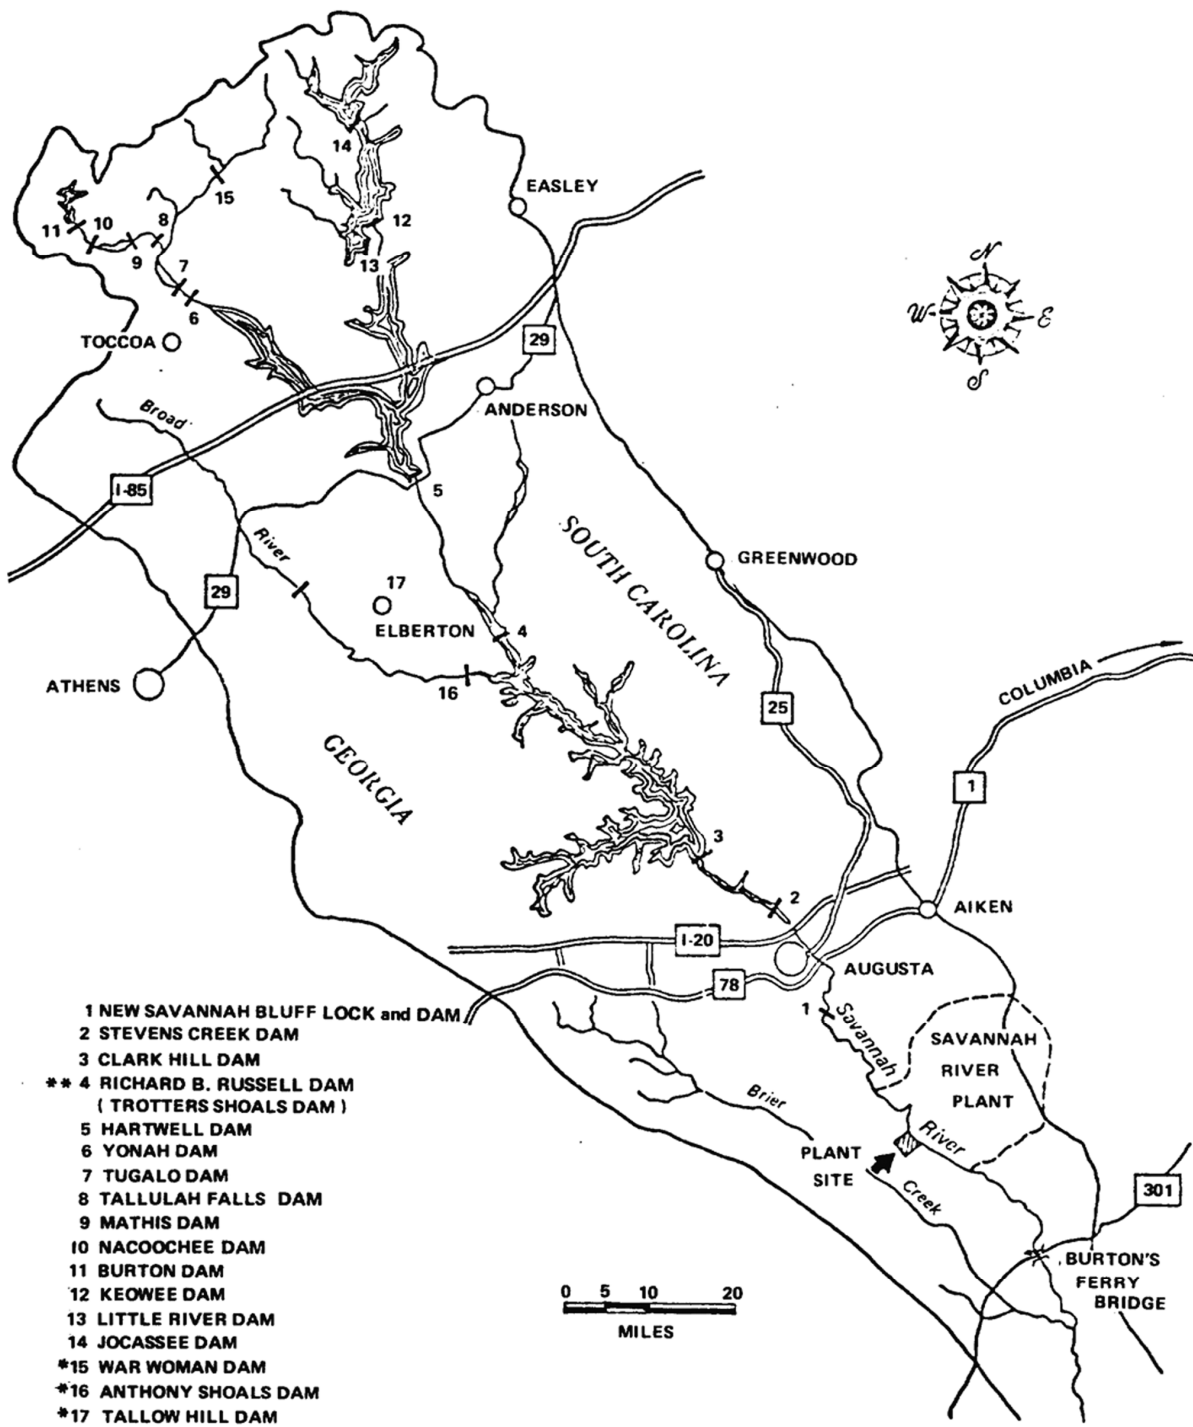 14
15
EASLEY
11
10
8
12
9
7
13
6
N
W
E
S
TOCCOA
29
Broad
ANDERSON
I-85
5
SOUTH CAROLINA
River
29
17
GREENWOOD
ELBERTON
4
ATHENS
16
COLUMBIA
25
GEORGIA
1
3
2
AIKEN
I-20
AUGUSTA
78
1
Savannah
River
SAVANNAH
RIVER
PLANT
Brier
Creek
PLANT
SITE
301
BURTON'S
FERRY
BRIDGE
0 5 10 20
MILES
1 NEW SAVANNAH BLUFF LOCK and DAM
2 STEVENS CREEK DAM
3 CLARK HILL DAM
** 4 RICHARD B. RUSSELL DAM
( TROTTERS SHOALS DAM )
5 HARTWELL DAM
6 YONAH DAM
7 TUGALO DAM
8 TALLULAH FALLS DAM
9 MATHIS DAM
10 NACOOCHEE DAM
11 BURTON DAM
12 KEOWEE DAM
13 LITTLE RIVER DAM
14 JOCASSEE DAM
*15 WAR WOMAN DAM
*16 ANTHONY SHOALS DAM
*17 TALLOW HILL DAM